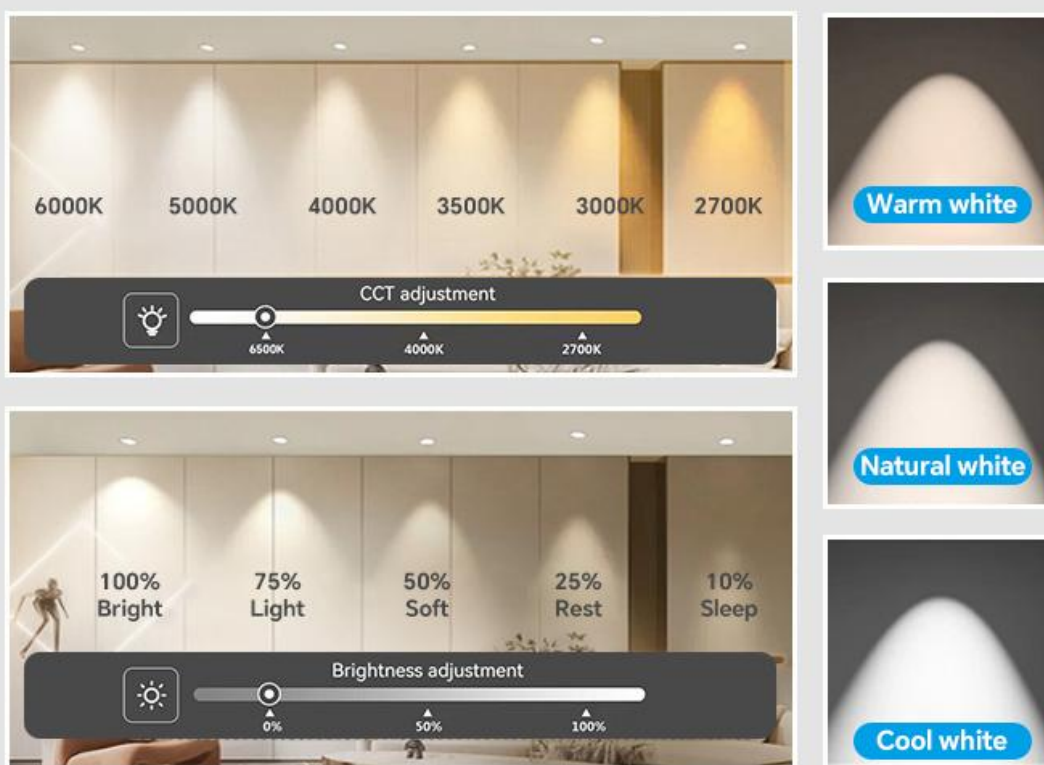 6000K 5000K 4000K 3500K 3000K 2700K
CCT adjustment
6500K 4000K 2700K
Warm white
Natural white
100% 75% 50% 25% 10%
Bright Light Soft Rest Sleep
Brightness adjustment
0% 50% 100%
Cool white